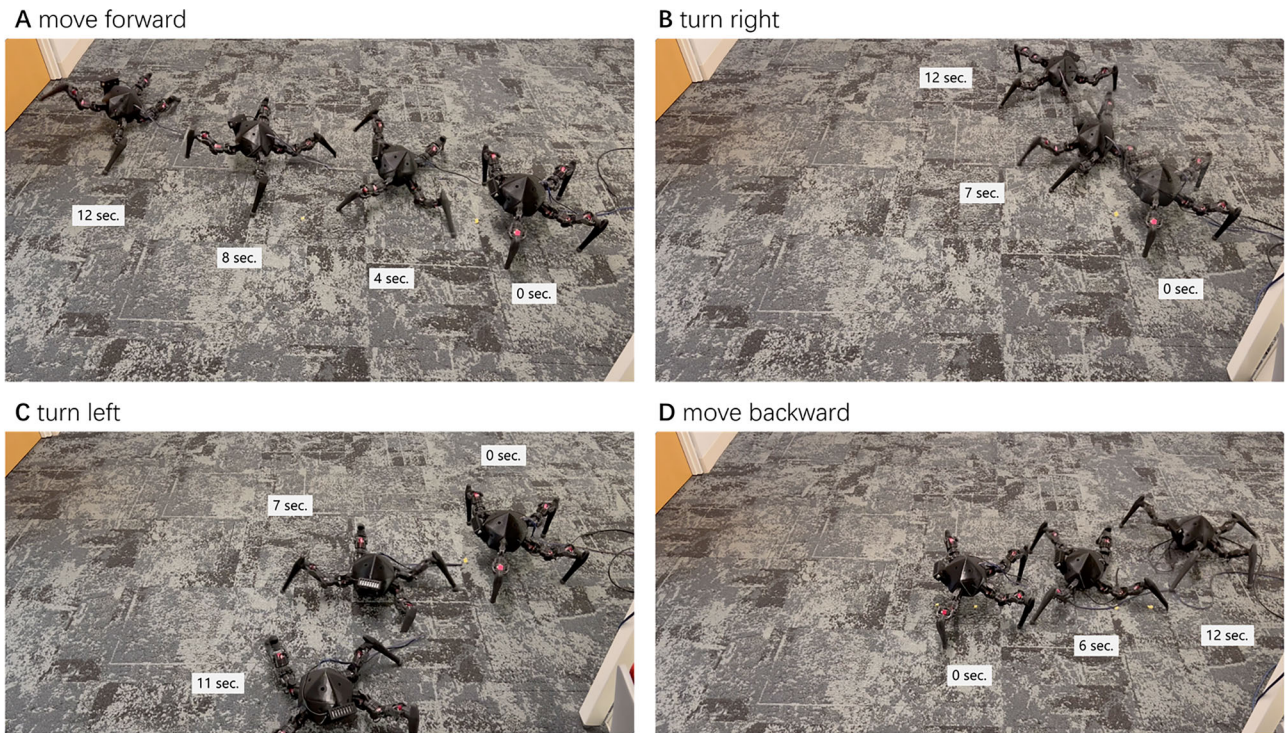 A move forward
B turn right
12 sec.
8 sec.
4 sec.
0 sec.
12 sec.
7 sec.
0 sec.
C turn left
D move backward
0 sec.
7 sec.
11 sec.
0 sec.
6 sec.
12 sec.